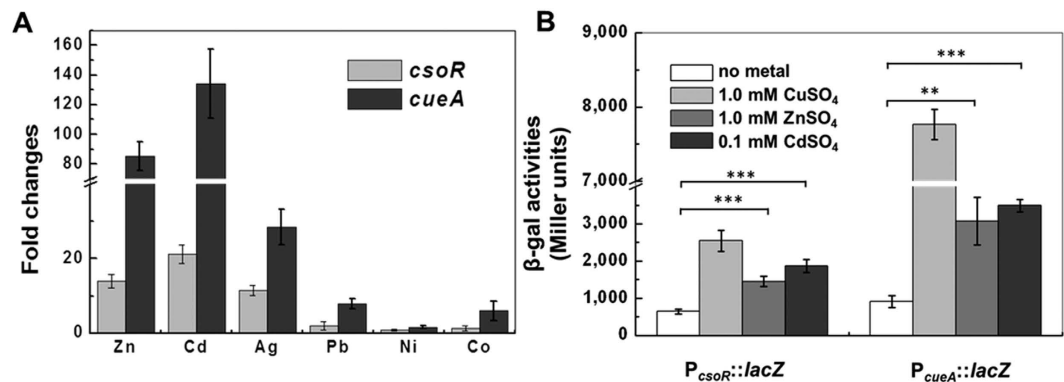 A
Fold changes
160
140
120
100
80
20
0
csoR
cueA
Zn Cd Ag Pb Ni Co
B
β-gal activities
(Miller units)
9,000
8,000
7,000
3,000
2,000
1,000
0
no metal
1.0 mM CuSO₄
1.0 mM ZnSO₄
0.1 mM CdSO₄
***
***
***
**
PcsoR::lacZ PcueA::lacZ